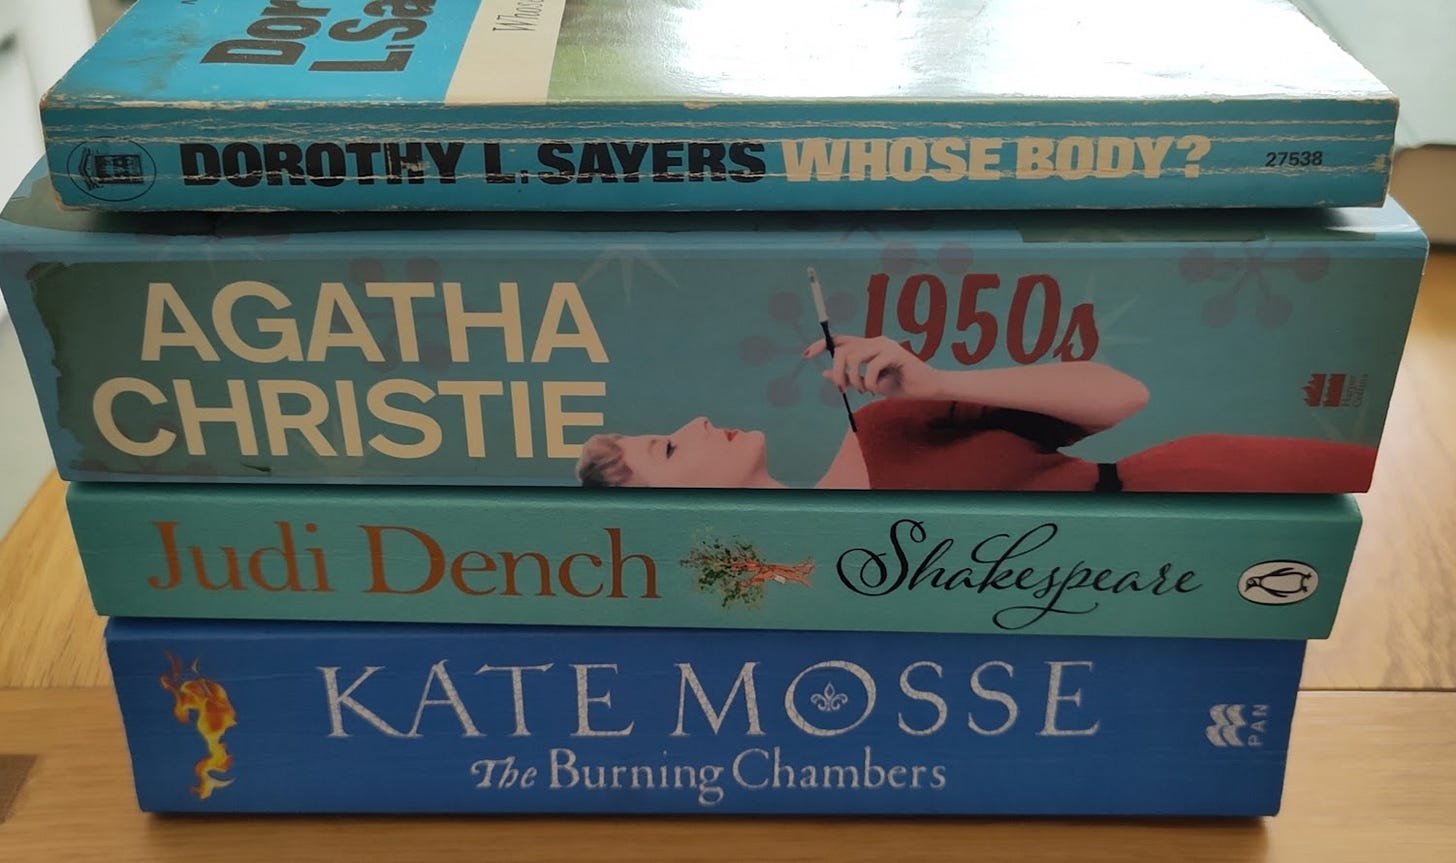 DOROTHY L. SAYERS WHOSE BODY? 27538
AGATHA
CHRISTIE
1950s
Judi Dench Shakespeare
KATE MOSSE
The Burning Chambers
PAN